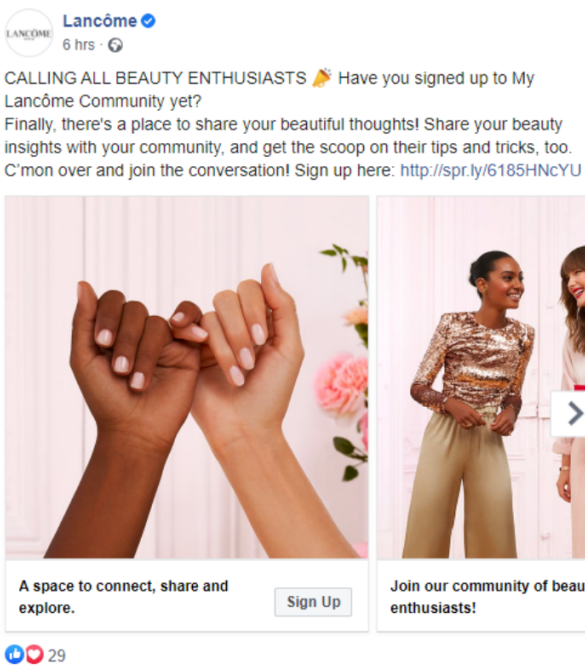 LANCÔME
Lancôme
6 hrs ·
CALLING ALL BEAUTY ENTHUSIASTS 🎉 Have you signed up to My
Lancôme Community yet?
Finally, there's a place to share your beautiful thoughts! Share your beauty
insights with your community, and get the scoop on their tips and tricks, too.
C'mon over and join the conversation! Sign up here: http://spr.ly/6185HNcYU
A space to connect, share and
explore.
Sign Up
Join our community of beau
enthusiasts!
29